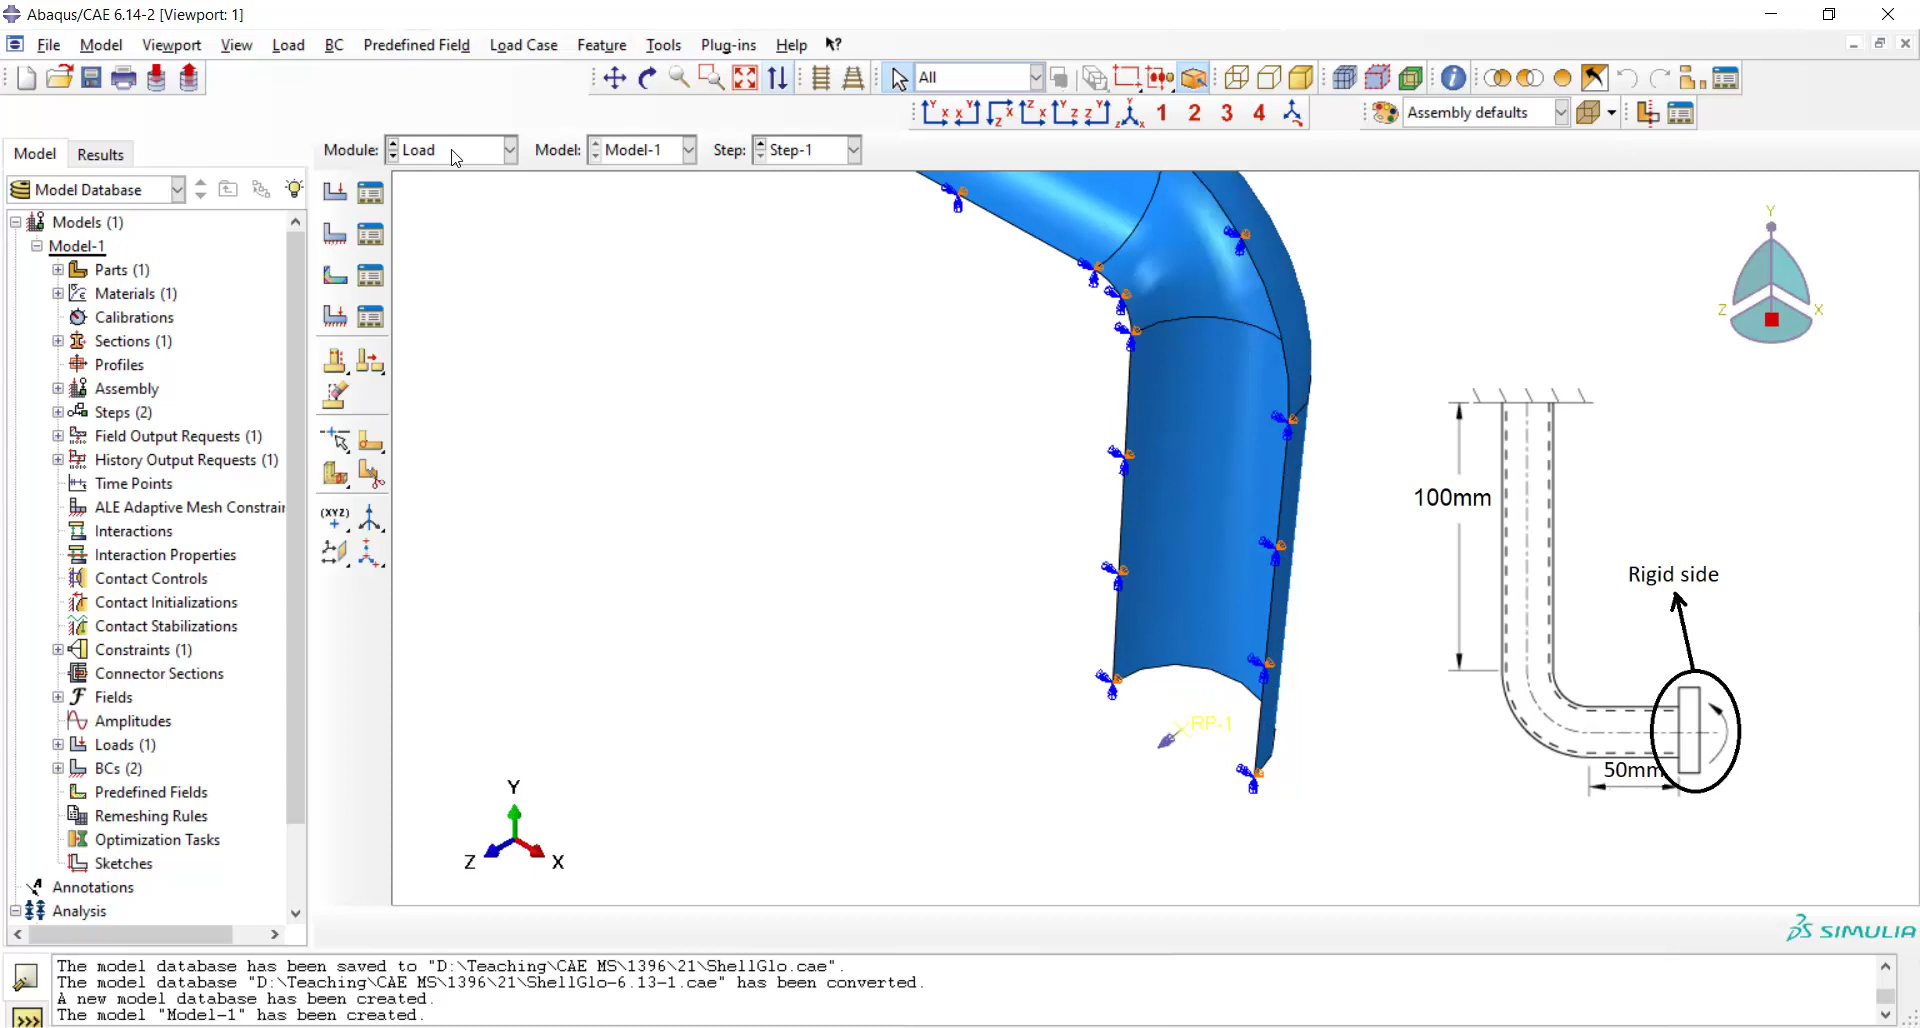 Abaqus/CAE 6.14-2 [Viewport: 1]
File Model Viewport View Load BC Predefined Field Load Case Feature Tools Plug-ins Help
All
1 2 3 4
Assembly defaults
Model Results
Module: Load Model: Model-1 Step: Step-1
Model Database
Models (1)
Model-1
Parts (1)
Materials (1)
Calibrations
Sections (1)
Profiles
Assembly
Steps (2)
Field Output Requests (1)
History Output Requests (1)
Time Points
ALE Adaptive Mesh Constrai
Interactions
Interaction Properties
Contact Controls
Contact Initializations
Contact Stabilizations
Constraints (1)
Connector Sections
Fields
Amplitudes
Loads (1)
BCs (2)
Predefined Fields
Remeshing Rules
Optimization Tasks
Sketches
Annotations
Analysis
(XYZ)
Y
Z X
100mm
Rigid side
50mm
RP-1
Y
Z X
SIMULIA
The model database has been saved to "D:\Teaching\CAE MS\1396\21\ShellGlo.cae".
The model database "D:\Teaching\CAE MS\1396\21\ShellGlo-6.13-1.cae" has been converted.
A new model database has been created.
The model "Model-1" has been created.